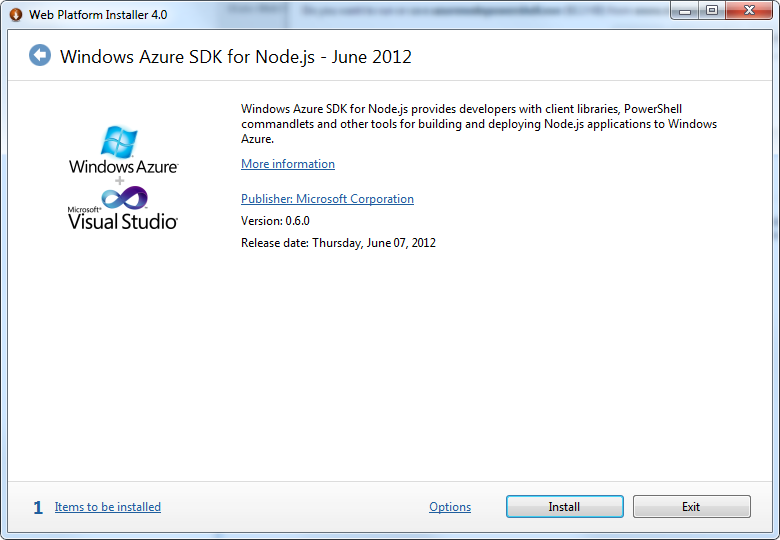 Web Platform Installer 4.0
Windows Azure SDK for Node.js - June 2012
Windows Azure SDK for Node.js provides developers with client libraries, PowerShell
commandlets and other tools for building and deploying Node.js applications to Windows
Azure.
More information
Windows Azure
+
Microsoft®
Visual Studio®
Publisher: Microsoft Corporation
Version: 0.6.0
Release date: Thursday, June 07, 2012
1 Items to be installed
Options
Install
Exit